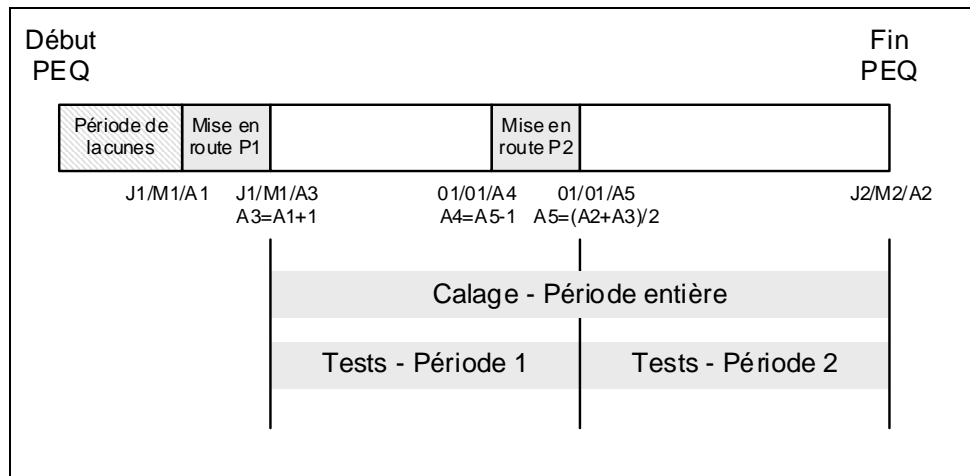 Début
PEQ
Fin
PEQ
Période de
lacunes
Mise en
route P1
Mise en
route P2
J1/M1/A1
J1/M1/A3
A3=A1+1
01/01/A4
A4=A5-1
01/01/A5
A5=(A2+A3)/2
J2/M2/A2
Calage - Période entière
Tests - Période 1
Tests - Période 2